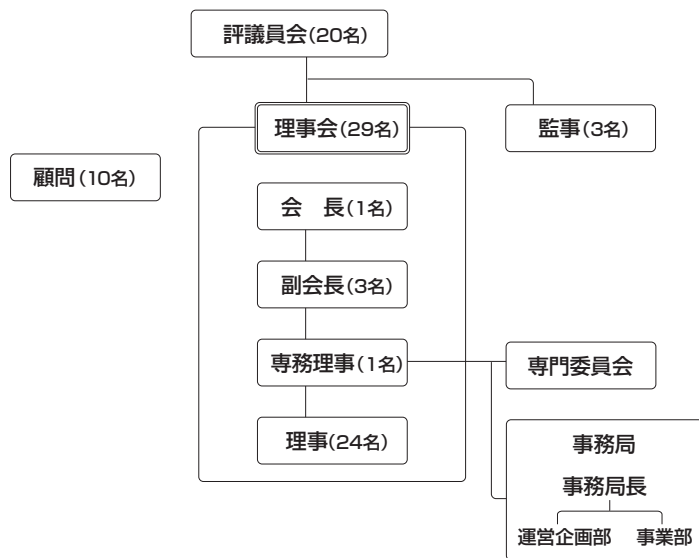 評議員会(20名)
理事会(29名)
監事(3名)
顧問(10名)
会　長(1名)
副会長(3名)
専務理事(1名)
専門委員会
理事(24名)
事務局
事務局長
運営企画部　事業部